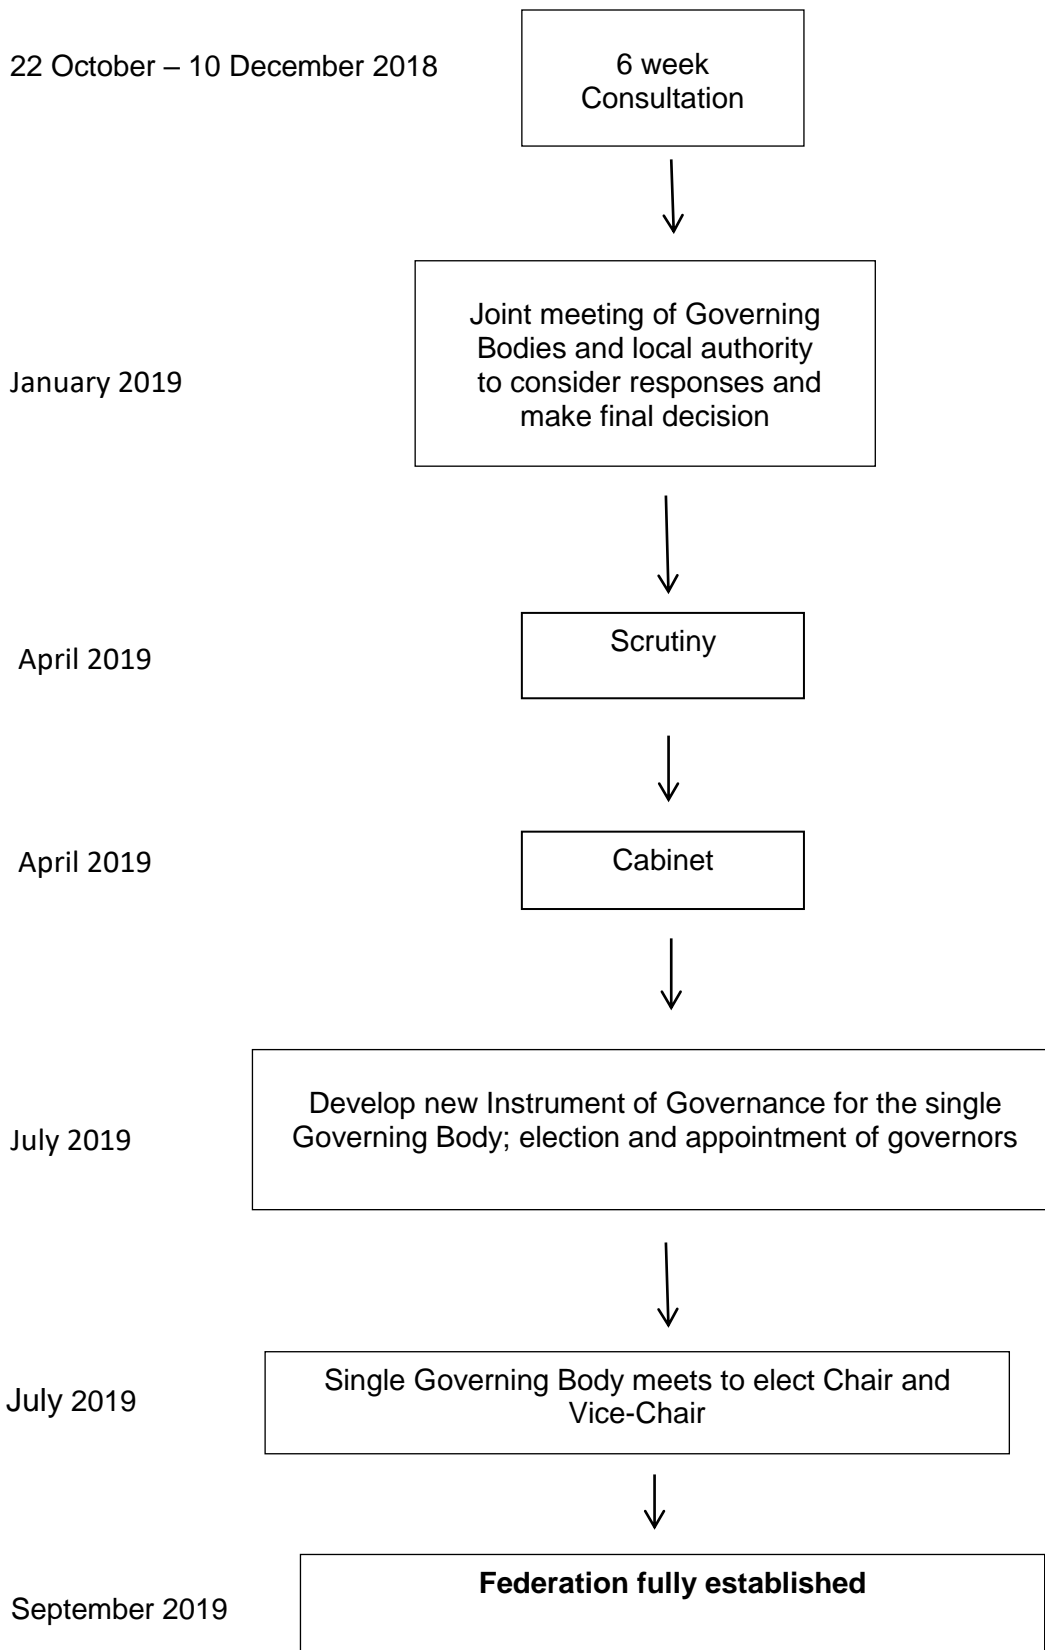 22 October – 10 December 2018
6 week
Consultation
January 2019
Joint meeting of Governing
Bodies and local authority
to consider responses and
make final decision
April 2019
Scrutiny
April 2019
Cabinet
July 2019
Develop new Instrument of Governance for the single
Governing Body; election and appointment of governors
July 2019
Single Governing Body meets to elect Chair and
Vice-Chair
September 2019
Federation fully established